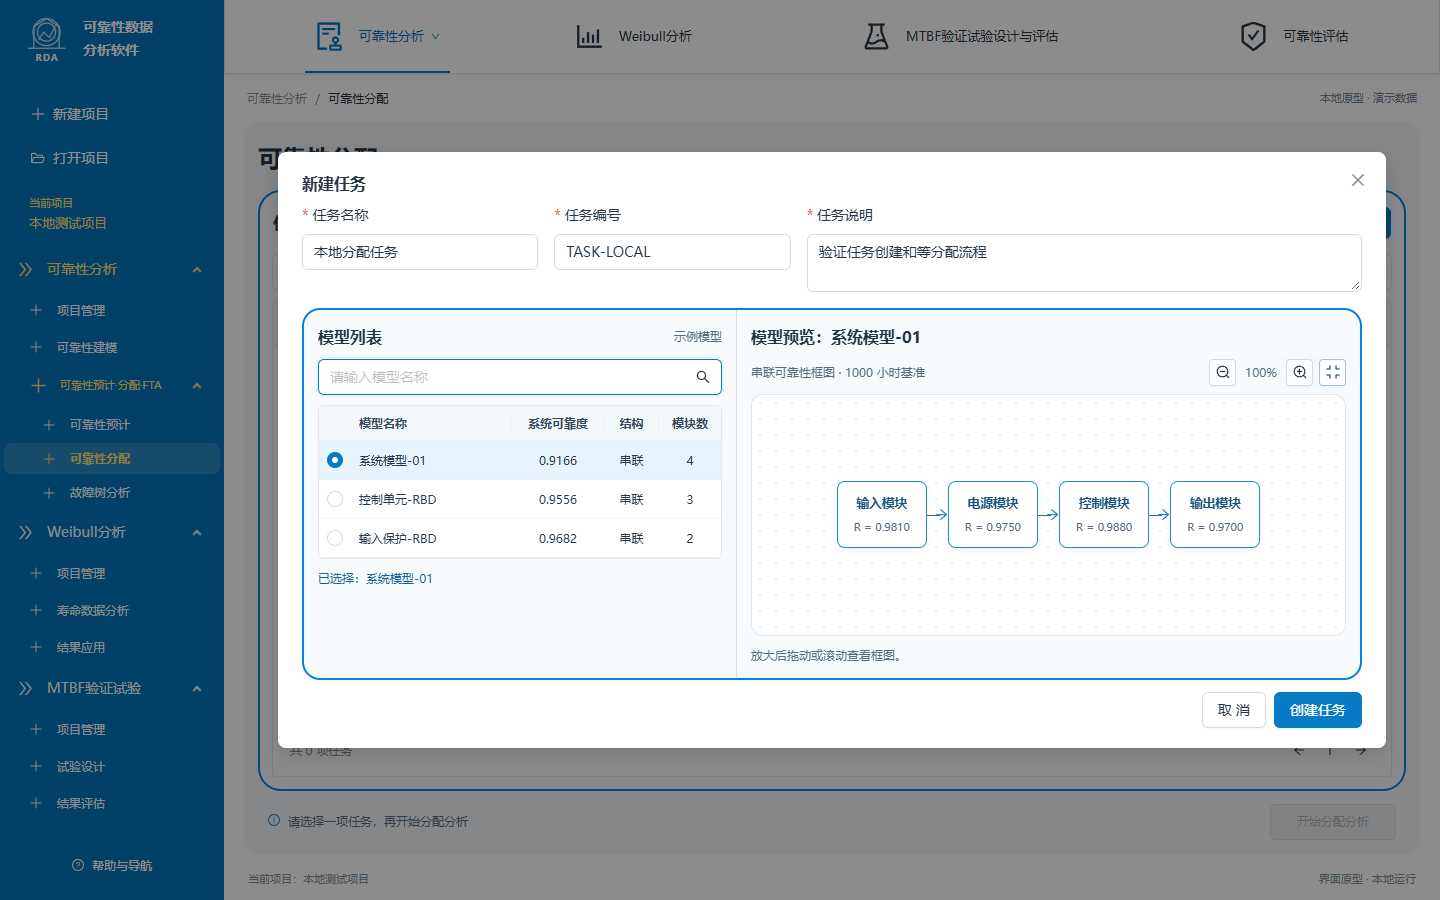 可靠性数据
分析软件
RDA
新建项目
打开项目
当前项目
本地测试项目
可靠性分析
项目管理
可靠性建模
可靠性预计·分配·FTA
可靠性预计
可靠性分配
故障树分析
Weibull分析
项目管理
寿命数据分析
结果应用
MTBF验证试验
项目管理
试验设计
结果评估
帮助与导航
可靠性分析
Weibull分析
MTBF验证试验设计与评估
可靠性评估
可靠性分析 / 可靠性分配
本地原型 · 演示数据
可靠性分配
新建任务
* 任务名称
* 任务编号
* 任务说明
本地分配任务
TASK-LOCAL
验证任务创建和等分配流程
模型列表
示例模型
请输入模型名称
模型名称 系统可靠度 结构 模块数
系统模型-01 0.9166 串联 4
控制单元-RBD 0.9556 串联 3
输入保护-RBD 0.9682 串联 2
已选择：系统模型-01
模型预览：系统模型-01
串联可靠性框图 · 1000 小时基准
100%
输入模块
R = 0.9810
电源模块
R = 0.9750
控制模块
R = 0.9880
输出模块
R = 0.9700
放大后拖动或滚动查看框图。
取 消
创建任务
共 0 项任务
1
请选择一项任务，再开始分配分析
开始分配分析
当前项目：本地测试项目
界面原型 · 本地运行